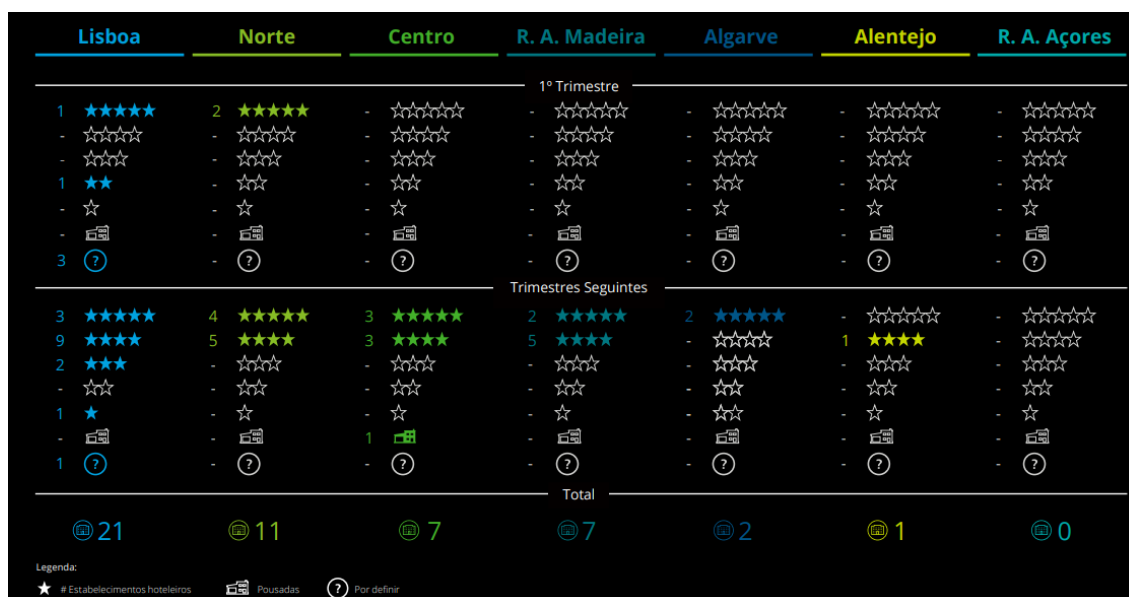 Lisboa Norte Centro R. A. Madeira Algarve Alentejo R. A. Açores
1º Trimestre
1 ★★★★★ 2 ★★★★★ - ☆☆☆☆☆ - ☆☆☆☆☆ - ☆☆☆☆☆ - ☆☆☆☆☆ - ☆☆☆☆☆
- ☆☆☆☆ - ☆☆☆☆ - ☆☆☆☆ - ☆☆☆☆ - ☆☆☆☆ - ☆☆☆☆ - ☆☆☆☆
- ☆☆☆ - ☆☆☆ - ☆☆☆ - ☆☆☆ - ☆☆☆ - ☆☆☆ - ☆☆☆
1 ★★ - ☆☆ - ☆☆ - ☆☆ - ☆☆ - ☆☆ - ☆☆
- ☆ - ☆ - ☆ - ☆ - ☆ - ☆ - ☆
- - - - - - -
3 ? - ? - ? - ? - ? - ? - ?
Trimestres Seguintes
3 ★★★★★ 4 ★★★★★ 3 ★★★★★ 2 ★★★★★ 2 ★★★★★ - ☆☆☆☆☆ - ☆☆☆☆☆
9 ★★★★ 5 ★★★★ 3 ★★★★ 5 ★★★★ - ☆☆☆☆ 1 ★★★★ - ☆☆☆☆
2 ★★★ - ☆☆☆ - ☆☆☆ - ☆☆☆ - ☆☆☆ - ☆☆☆ - ☆☆☆
- ☆☆ - ☆☆ - ☆☆ - ☆☆ - ☆☆ - ☆☆ - ☆☆
1 ★ - ☆ - ☆ - ☆ - ☆☆ - ☆ - ☆
- - 1 - - - -
1 ? - ? - ? - ? - ? - ? - ?
Total
21 11 7 7 2 1 0
Legenda:
★ # Estabelecimentos hoteleiros Pousadas ? Por definir